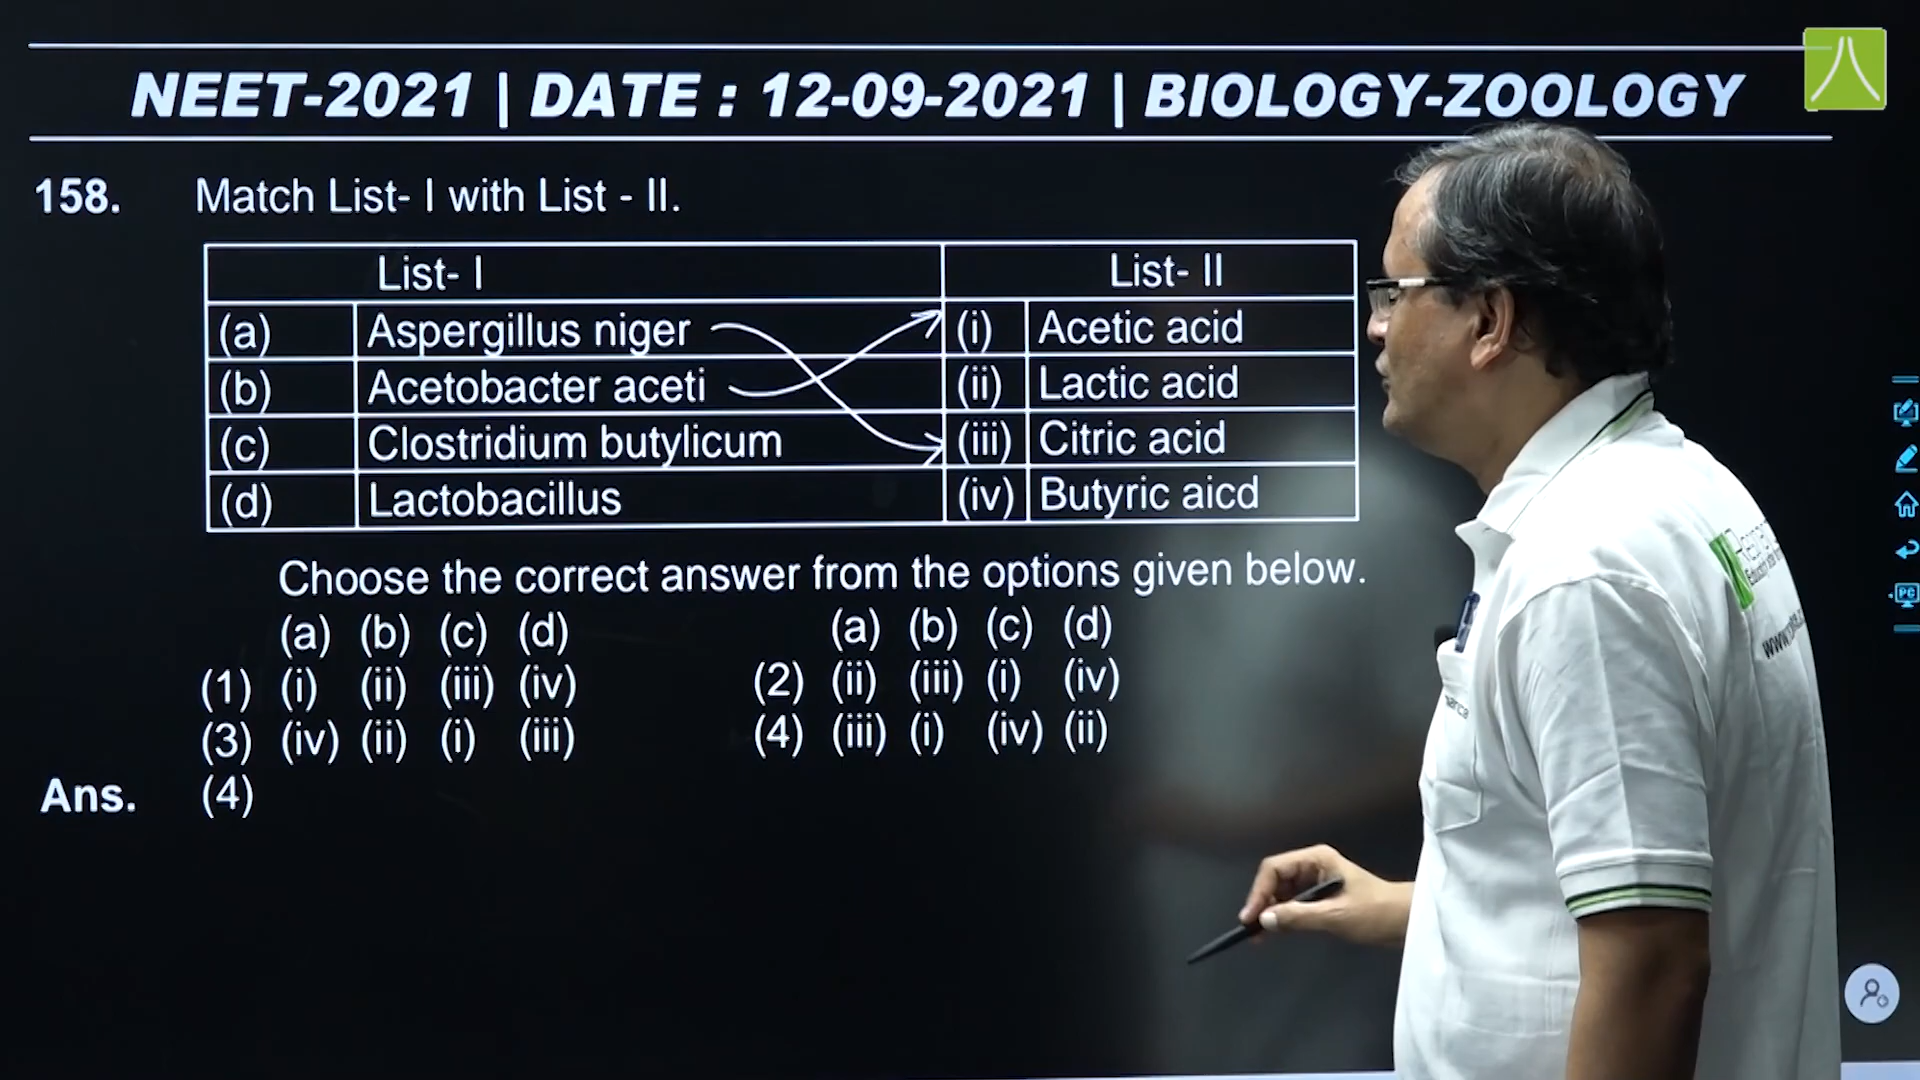 NEET-2021 | DATE : 12-09-2021 | BIOLOGY-ZOOLOGY
158. Match List- I with List - II.
List- I List- II
(a) Aspergillus niger (i) Acetic acid
(b) Acetobacter aceti (ii) Lactic acid
(c) Clostridium butylicum (iii) Citric acid
(d) Lactobacillus (iv) Butyric aicd
Choose the correct answer from the options given below.
(a) (b) (c) (d) (a) (b) (c) (d)
(1) (i) (ii) (iii) (iv) (2) (ii) (iii) (i) (iv)
(3) (iv) (ii) (i) (iii) (4) (iii) (i) (iv) (ii)
Ans. (4)
PC